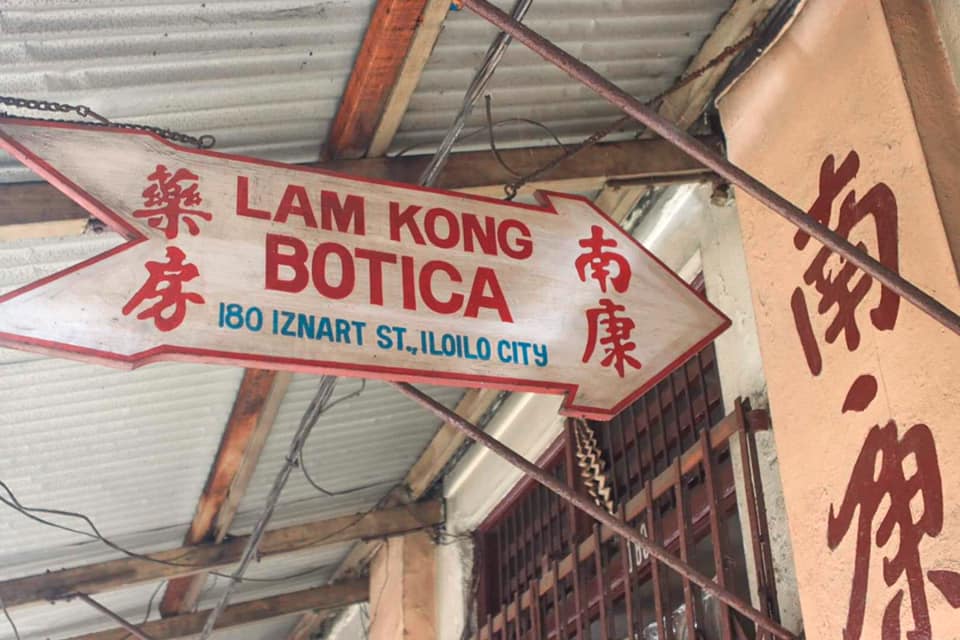 藥房
LAM KONG
BOTICA
180 IZNART ST., ILOILO CITY
南康
南康